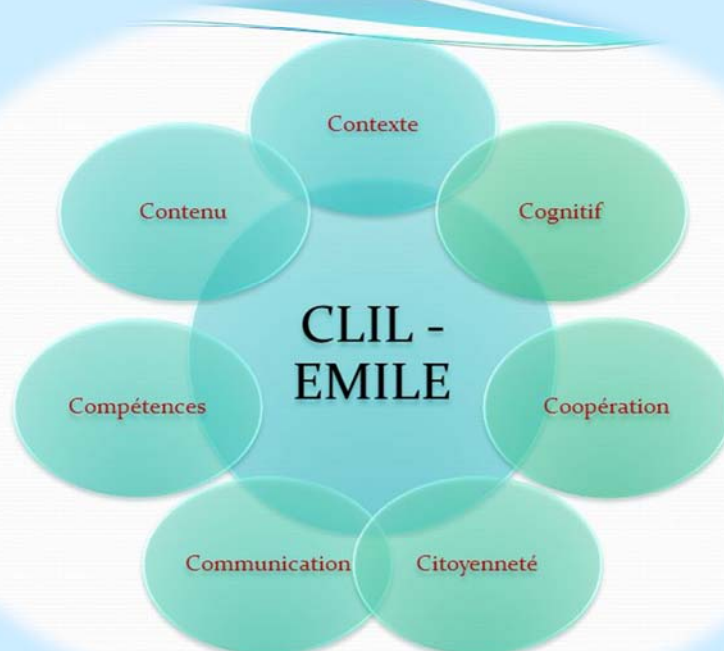 Contexte
Contenu
Cognitif
CLIL -
EMILE
Compétences
Coopération
Communication
Citoyenneté